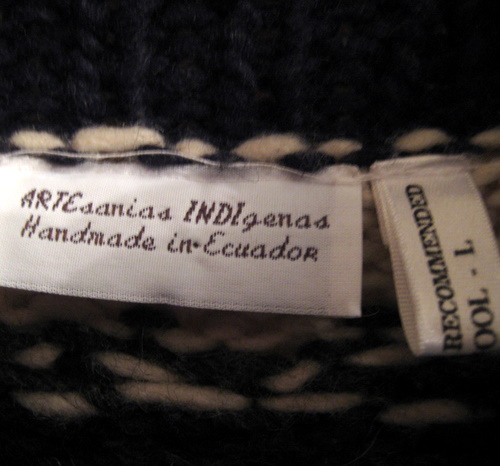 ARTEsanias INDIgenas
Handmade in Ecuador
RECOMMENDED
OOL - L